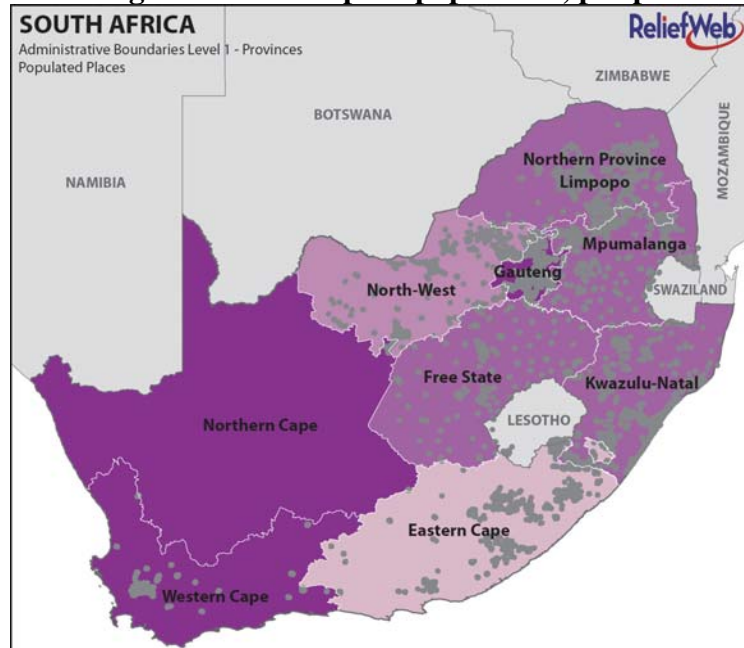 SOUTH AFRICA
ReliefWeb
Administrative Boundaries Level 1 - Provinces
Populated Places
ZIMBABWE
BOTSWANA
MOZAMBIQUE
NAMIBIA
Northern Province
Limpopo
Mpumalanga
Gauteng
North-West
SWAZILAND
Free State
Kwazulu-Natal
LESOTHO
Northern Cape
Eastern Cape
Western Cape